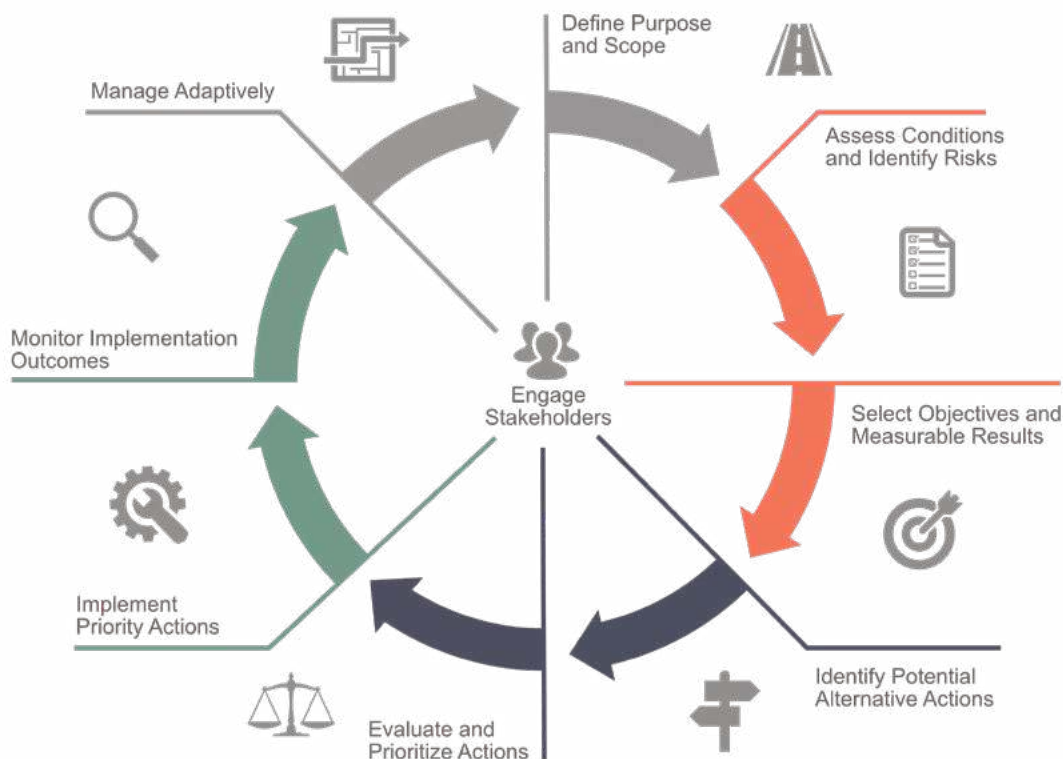 Define Purpose
and Scope
Assess Conditions
and Identify Risks
Select Objectives and
Measurable Results
Identify Potential
Alternative Actions
Evaluate and
Prioritize Actions
Implement
Priority Actions
Monitor Implementation
Outcomes
Manage Adaptively
Engage
Stakeholders